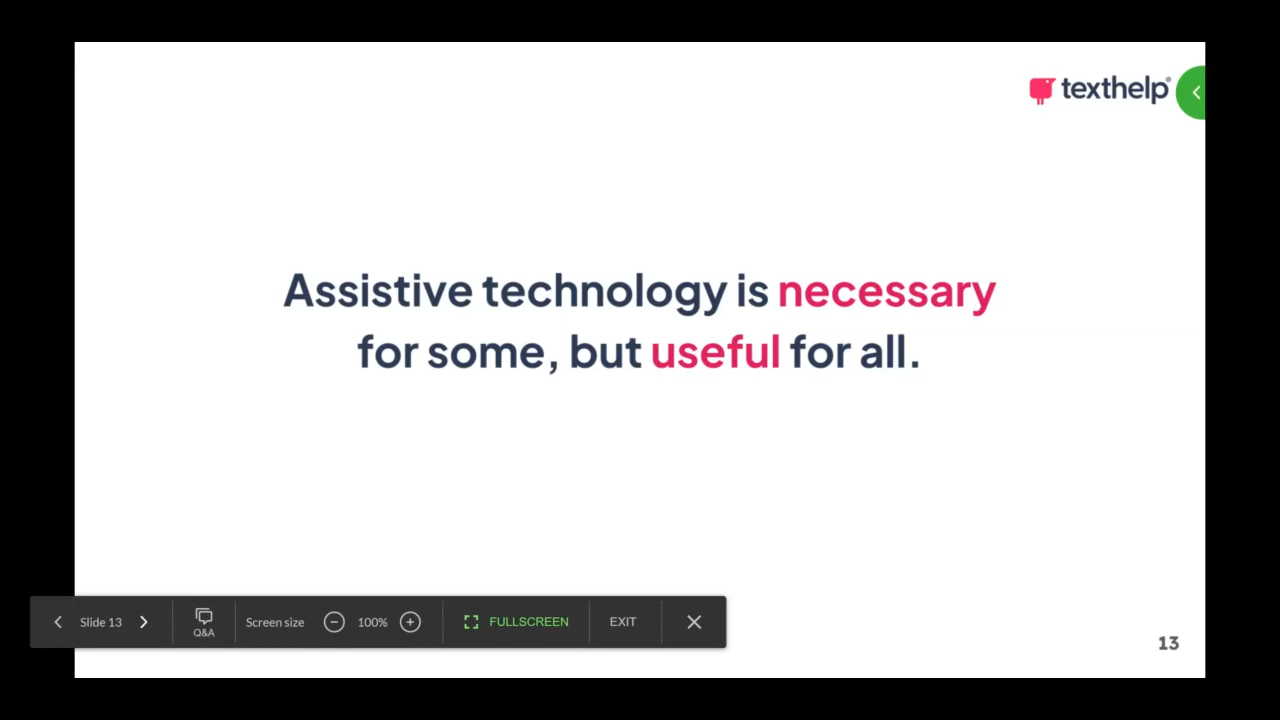 texthelp®
Assistive technology is necessary
for some, but useful for all.
Slide 13
Q&A
Screen size
100%
FULLSCREEN
EXIT
13